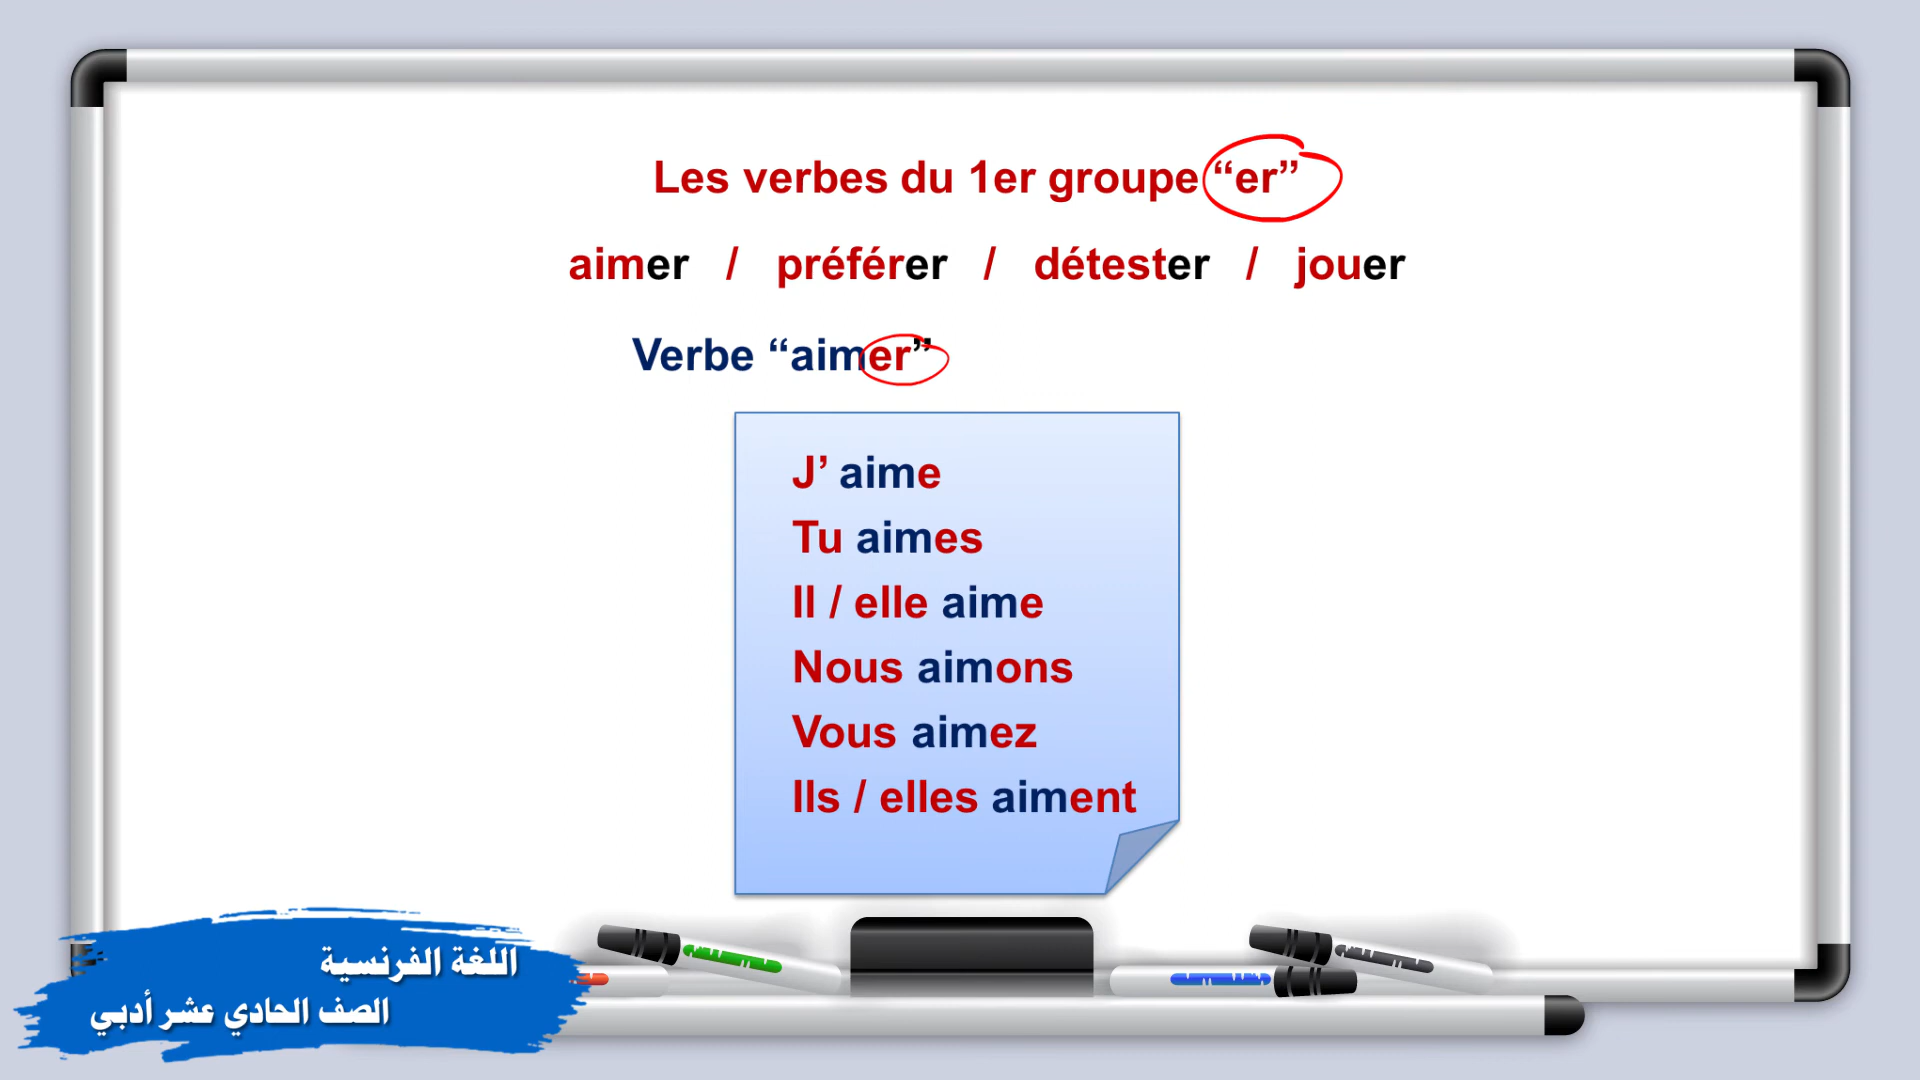 Les verbes du 1er groupe “er”
aimer / préférer / détester / jouer
Verbe “aimer”
J’ aime
Tu aimes
Il / elle aime
Nous aimons
Vous aimez
Ils / elles aiment
اللغة الفرنسية
الصف الحادي عشر أدبي